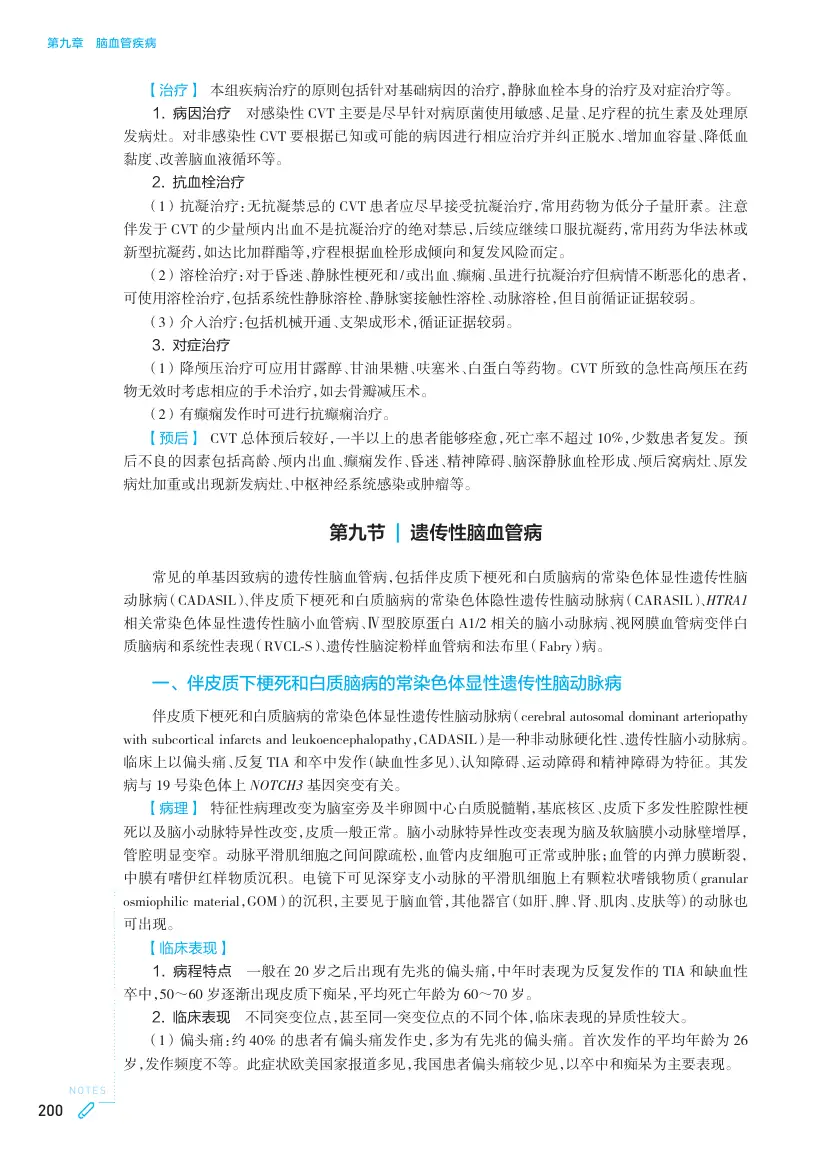 第九章 脑血管疾病
【治疗】 本组疾病治疗的原则包括针对基础病因的治疗,静脉血栓本身的治疗及对症治疗等。
1. 病因治疗 对感染性 CVT 主要是尽早针对病原菌使用敏感、足量、足疗程的抗生素及处理原
发病灶。对非感染性 CVT 要根据已知或可能的病因进行相应治疗并纠正脱水、增加血容量、降低血
黏度、改善脑血液循环等。
2. 抗血栓治疗
(1)抗凝治疗:无抗凝禁忌的 CVT 患者应尽早接受抗凝治疗,常用药物为低分子量肝素。注意
伴发于 CVT 的少量颅内出血不是抗凝治疗的绝对禁忌,后续应继续口服抗凝药,常用药为华法林或
新型抗凝药,如达比加群酯等,疗程根据血栓形成倾向和复发风险而定。
(2)溶栓治疗:对于昏迷、静脉性梗死和/或出血、癫痫、虽进行抗凝治疗但病情不断恶化的患者,
可使用溶栓治疗,包括系统性静脉溶栓、静脉窦接触性溶栓、动脉溶栓,但目前循证证据较弱。
(3)介入治疗:包括机械开通、支架成形术,循证证据较弱。
3. 对症治疗
(1)降颅压治疗可应用甘露醇、甘油果糖、呋塞米、白蛋白等药物。CVT 所致的急性高颅压在药
物无效时考虑相应的手术治疗,如去骨瓣减压术。
(2)有癫痫发作时可进行抗癫痫治疗。
【预后】 CVT 总体预后较好,一半以上的患者能够痊愈,死亡率不超过 10%,少数患者复发。预
后不良的因素包括高龄、颅内出血、癫痫发作、昏迷、精神障碍、脑深静脉血栓形成、颅后窝病灶、原发
病灶加重或出现新发病灶、中枢神经系统感染或肿瘤等。
第九节 | 遗传性脑血管病
常见的单基因致病的遗传性脑血管病,包括伴皮质下梗死和白质脑病的常染色体显性遗传性脑
动脉病(CADASIL)、伴皮质下梗死和白质脑病的常染色体隐性遗传性脑动脉病(CARASIL)、HTRA1
相关常染色体显性遗传性脑小血管病、Ⅳ型胶原蛋白 A1/2 相关的脑小动脉病、视网膜血管病变伴白
质脑病和系统性表现(RVCL-S)、遗传性脑淀粉样血管病和法布里(Fabry)病。
一、伴皮质下梗死和白质脑病的常染色体显性遗传性脑动脉病
伴皮质下梗死和白质脑病的常染色体显性遗传性脑动脉病(cerebral autosomal dominant arteriopathy
with subcortical infarcts and leukoencephalopathy,CADASIL)是一种非动脉硬化性、遗传性脑小动脉病。
临床上以偏头痛、反复 TIA 和卒中发作(缺血性多见)、认知障碍、运动障碍和精神障碍为特征。其发
病与 19 号染色体上 NOTCH3 基因突变有关。
【病理】 特征性病理改变为脑室旁及半卵圆中心白质脱髓鞘,基底核区、皮质下多发性腔隙性梗
死以及脑小动脉特异性改变,皮质一般正常。脑小动脉特异性改变表现为脑及软脑膜小动脉壁增厚,
管腔明显变窄。动脉平滑肌细胞之间间隙疏松,血管内皮细胞可正常或肿胀;血管的内弹力膜断裂,
中膜有嗜伊红样物质沉积。电镜下可见深穿支小动脉的平滑肌细胞上有颗粒状嗜锇物质(granular
osmiophilic material,GOM)的沉积,主要见于脑血管,其他器官(如肝、脾、肾、肌肉、皮肤等)的动脉也
可出现。
【临床表现】
1. 病程特点 一般在 20 岁之后出现有先兆的偏头痛,中年时表现为反复发作的 TIA 和缺血性
卒中,50～60 岁逐渐出现皮质下痴呆,平均死亡年龄为 60～70 岁。
2. 临床表现 不同突变位点,甚至同一突变位点的不同个体,临床表现的异质性较大。
(1)偏头痛:约 40% 的患者有偏头痛发作史,多为有先兆的偏头痛。首次发作的平均年龄为 26
岁,发作频度不等。此症状欧美国家报道多见,我国患者偏头痛较少见,以卒中和痴呆为主要表现。
NOTES
200